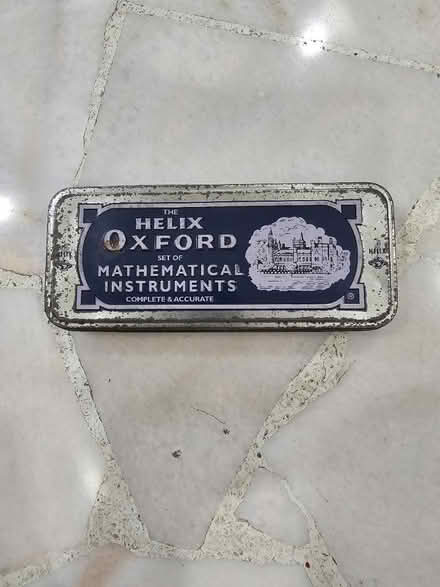 THE
HELIX
OXFORD
SET OF
MATHEMATICAL
INSTRUMENTS
COMPLETE & ACCURATE
®